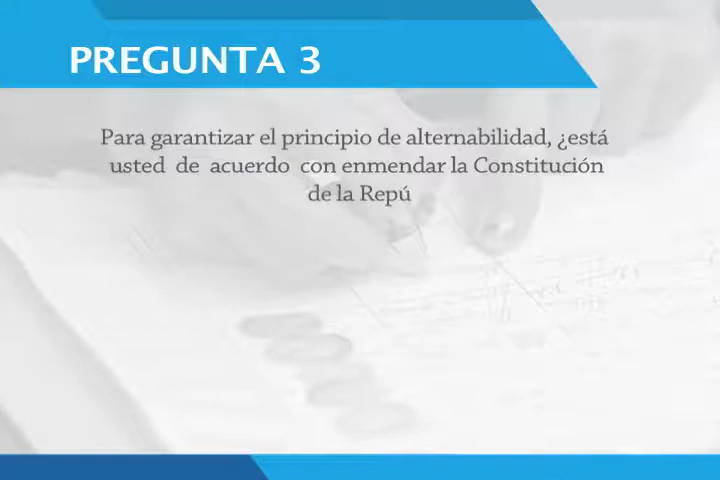 PREGUNTA 3
Para garantizar el principio de alternabilidad, ¿está
usted de acuerdo con enmendar la Constitución
de la Repú